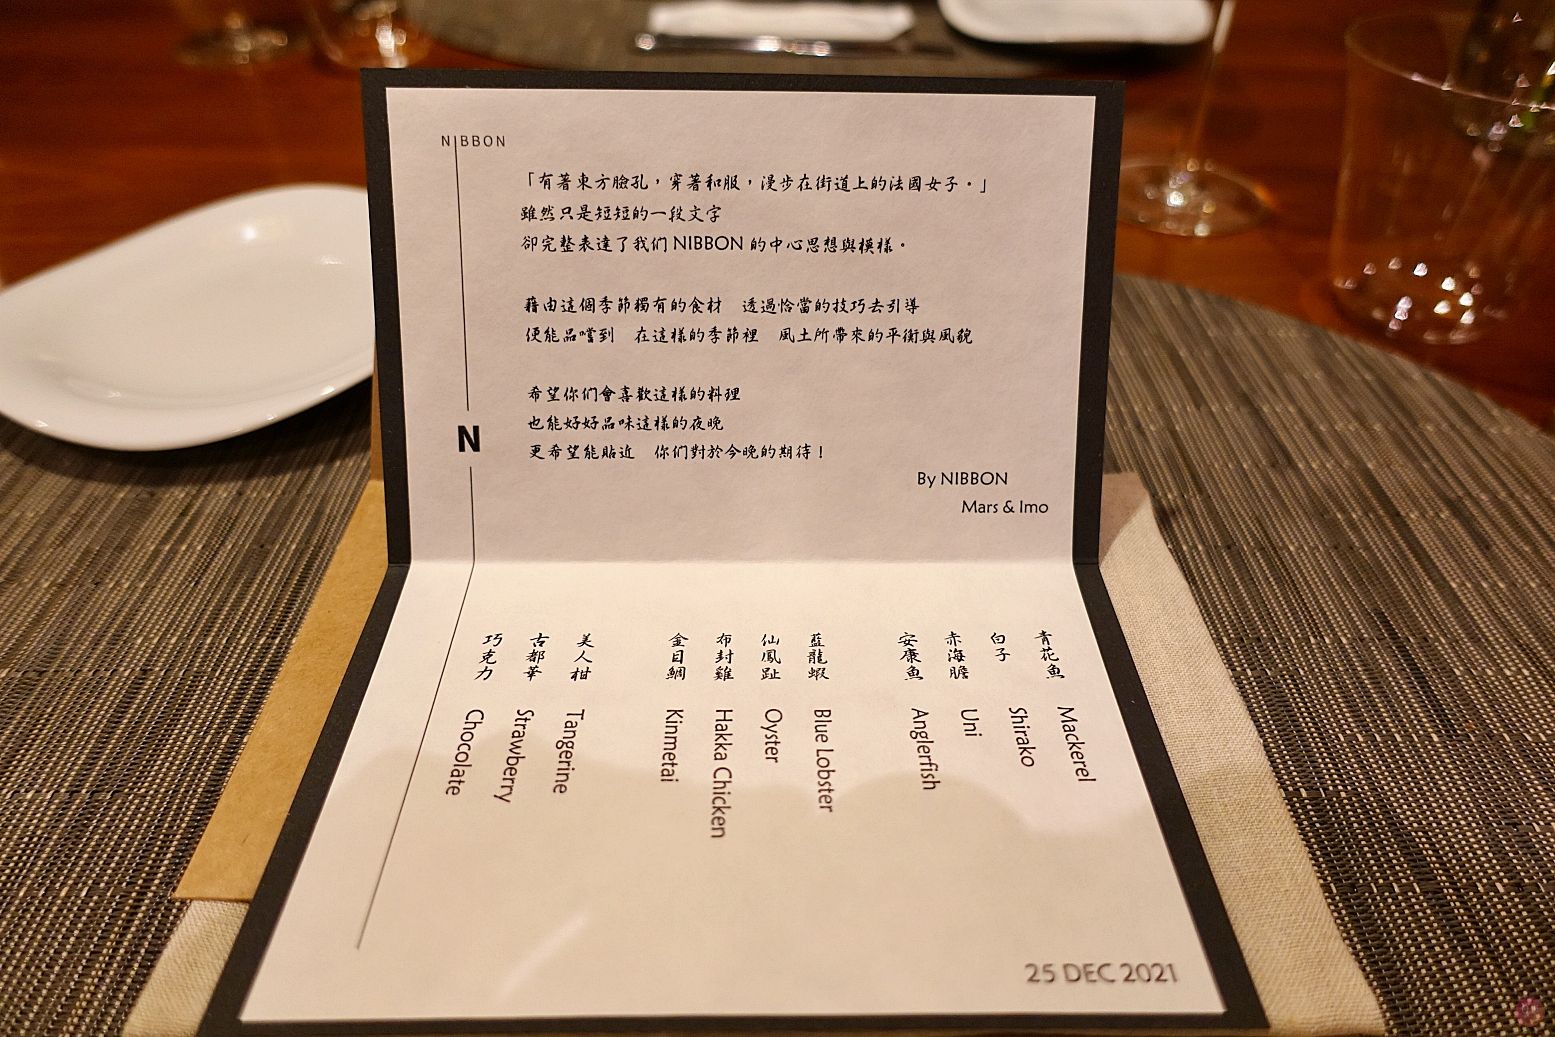 NIBBON
「有著東方臉孔，穿著和服，漫步在街道上的法國女子。」
雖然只是短短的一段文字
卻完整表達了我们 NIBBON 的中心思想與模樣。
藉由這個季節獨有的食材　透過恰當的技巧去引導
便能品嚐到　在這樣的季節裡　風土所帶來的平衡與風貌
希望你们會喜歡這樣的料理
也能好好品味這樣的夜晚
更希望能貼近　你们對於今晚的期待！
By NIBBON
Mars & Imo
N
青花魚 Mackerel
白子 Shirako
赤海膽 Uni
安康魚 Anglerfish
藍龍蝦 Blue Lobster
仙鳳趾 Oyster
布封雞 Hakka Chicken
金目鯛 Kinmetai
美人柑 Tangerine
古都華 Strawberry
巧克力 Chocolate
25 DEC 2021